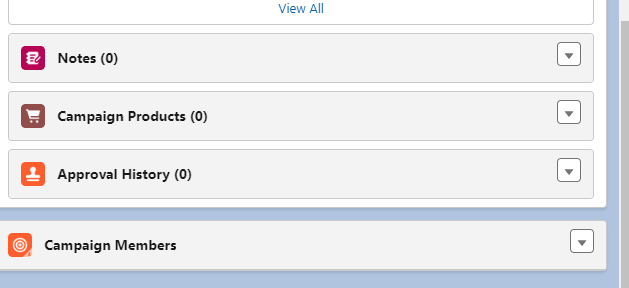 View All
Notes (0)
Campaign Products (0)
Approval History (0)
Campaign Members